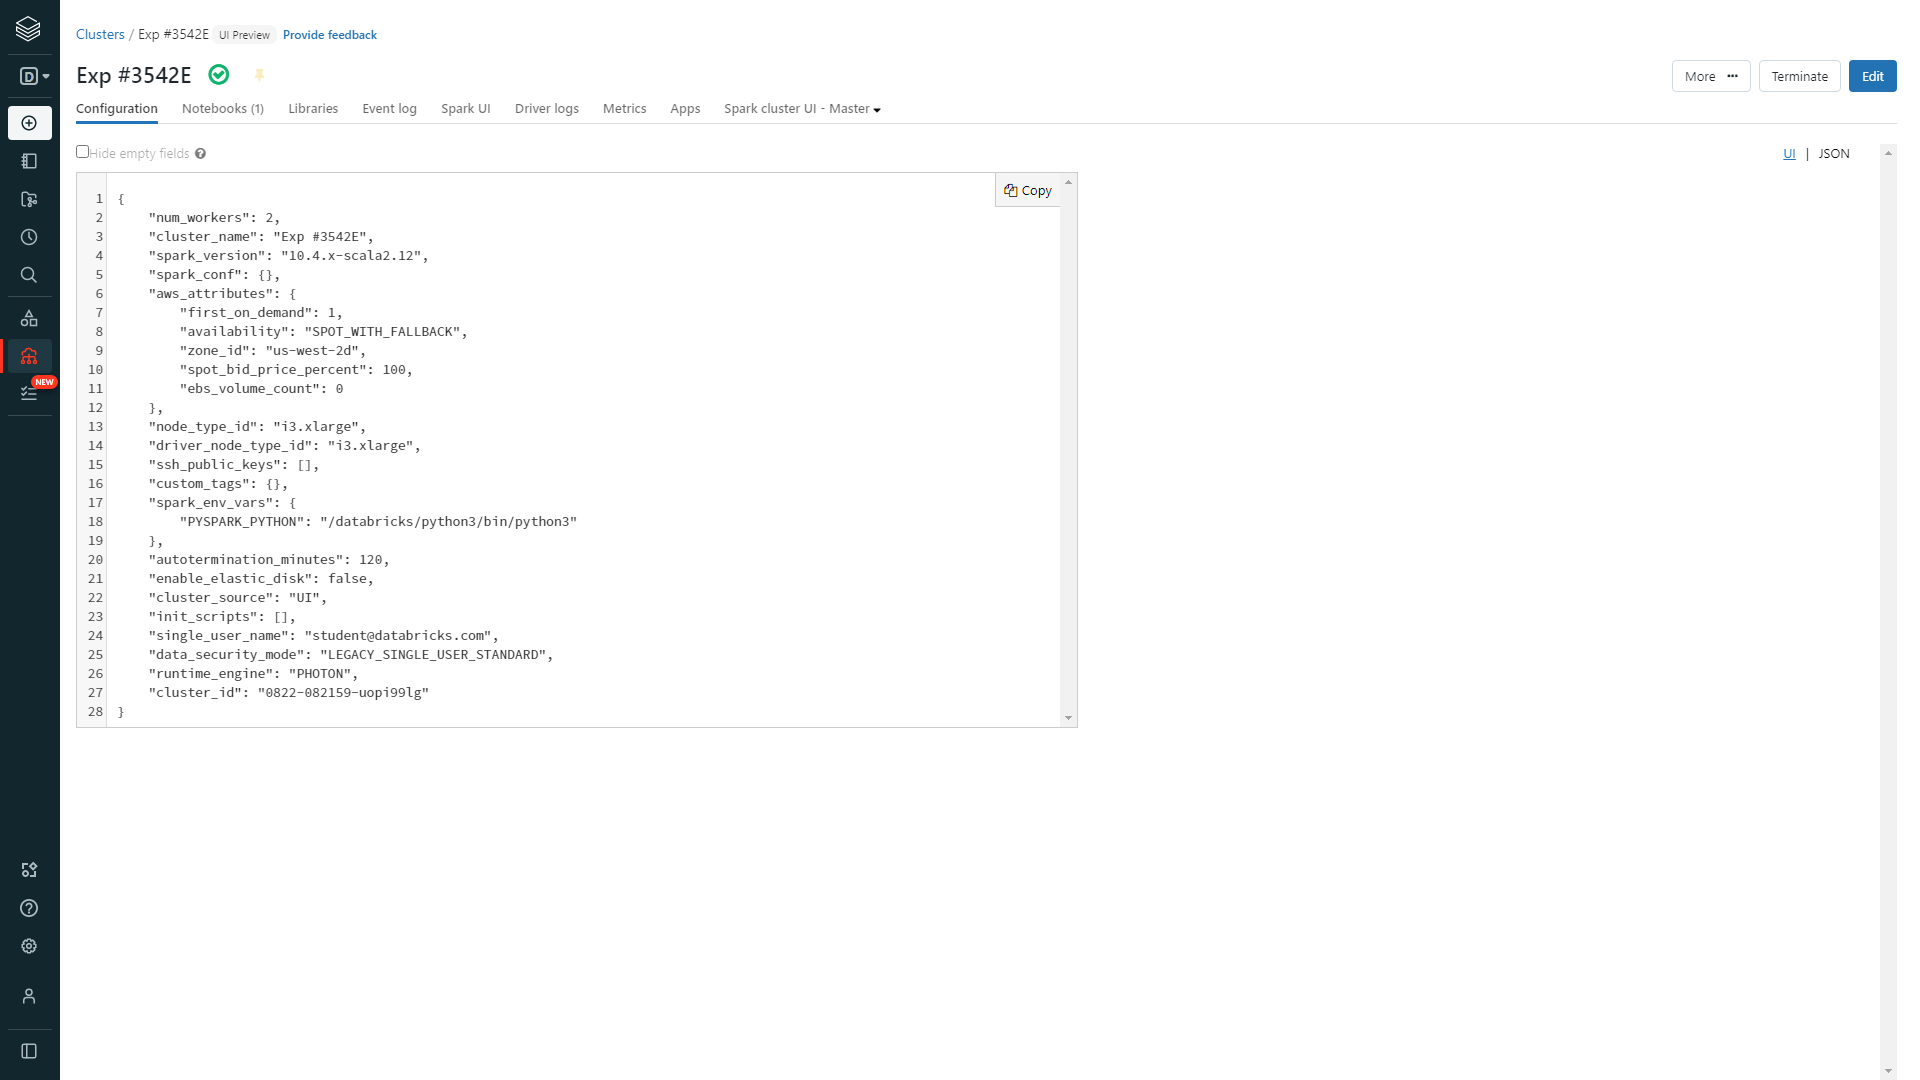 Clusters / Exp #3542E UI Preview Provide feedback
Exp #3542E
More ••• Terminate Edit
D
Configuration Notebooks (1) Libraries Event log Spark UI Driver logs Metrics Apps Spark cluster UI - Master
Hide empty fields ?
UI | JSON
Copy
1 {
2 "num_workers": 2,
3 "cluster_name": "Exp #3542E",
4 "spark_version": "10.4.x-scala2.12",
5 "spark_conf": {},
6 "aws_attributes": {
7 "first_on_demand": 1,
8 "availability": "SPOT_WITH_FALLBACK",
9 "zone_id": "us-west-2d",
10 "spot_bid_price_percent": 100,
11 "ebs_volume_count": 0
12 },
13 "node_type_id": "i3.xlarge",
14 "driver_node_type_id": "i3.xlarge",
15 "ssh_public_keys": [],
16 "custom_tags": {},
17 "spark_env_vars": {
18 "PYSPARK_PYTHON": "/databricks/python3/bin/python3"
19 },
20 "autotermination_minutes": 120,
21 "enable_elastic_disk": false,
22 "cluster_source": "UI",
23 "init_scripts": [],
24 "single_user_name": "student@databricks.com",
25 "data_security_mode": "LEGACY_SINGLE_USER_STANDARD",
26 "runtime_engine": "PHOTON",
27 "cluster_id": "0822-082159-uopi99lg"
28 }
NEW